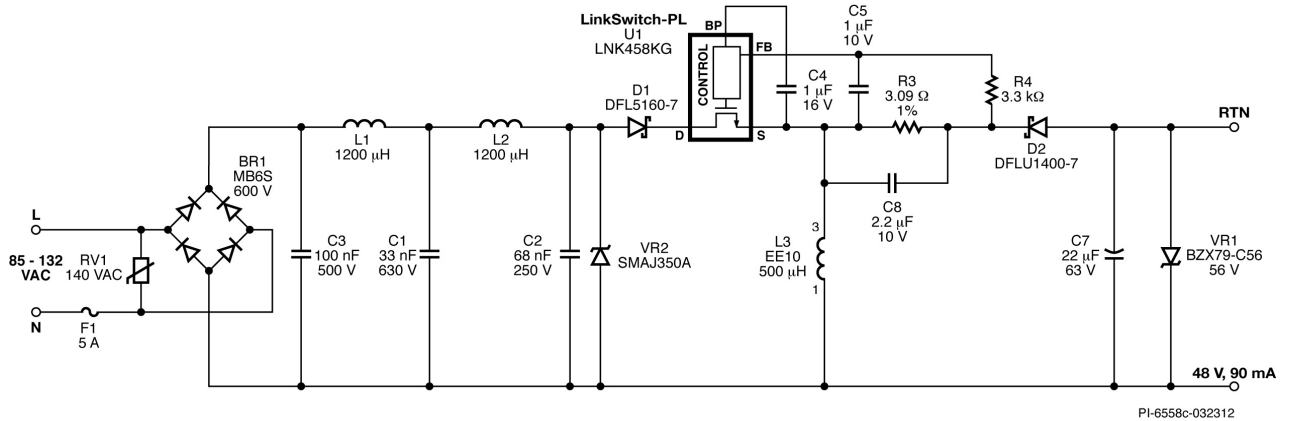 LinkSwitch-PL
U1
LNK458KG
BP
FB
CONTROL
D
S
C5
1 µF
10 V
C4
1 µF
16 V
R3
3.09 Ω
1%
R4
3.3 kΩ
D1
DFL5160-7
RTN
L1
1200 µH
L2
1200 µH
D2
DFLU1400-7
BR1
MB6S
600 V
C8
2.2 µF
10 V
L
85 - 132
VAC
RV1
140 VAC
C3
100 nF
500 V
C1
33 nF
630 V
C2
68 nF
250 V
VR2
SMAJ350A
3
L3
EE10
500 µH
1
C7
22 µF
63 V
VR1
BZX79-C56
56 V
N
F1
5 A
48 V, 90 mA
PI-6558c-032312